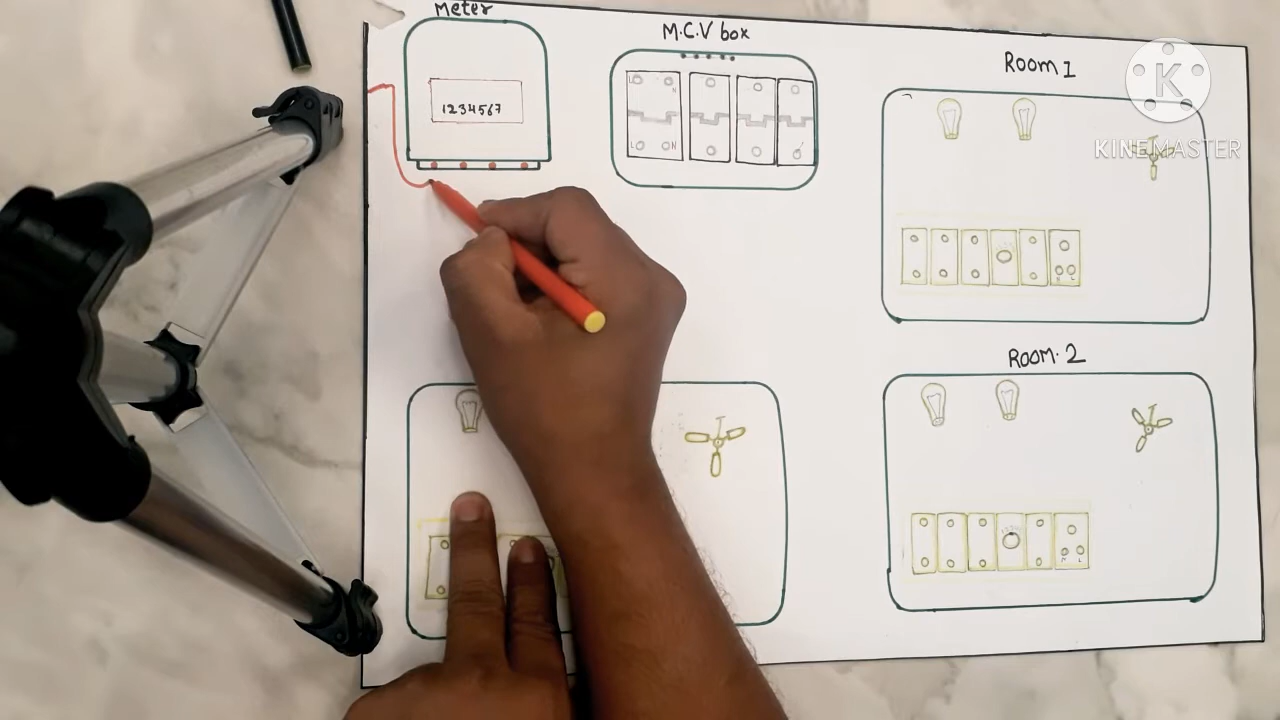 Meter
M.C.V box
ROOM 1
K
KINEMASTER
1234567
L
N
L
N
N L
ROOM. 2
N L